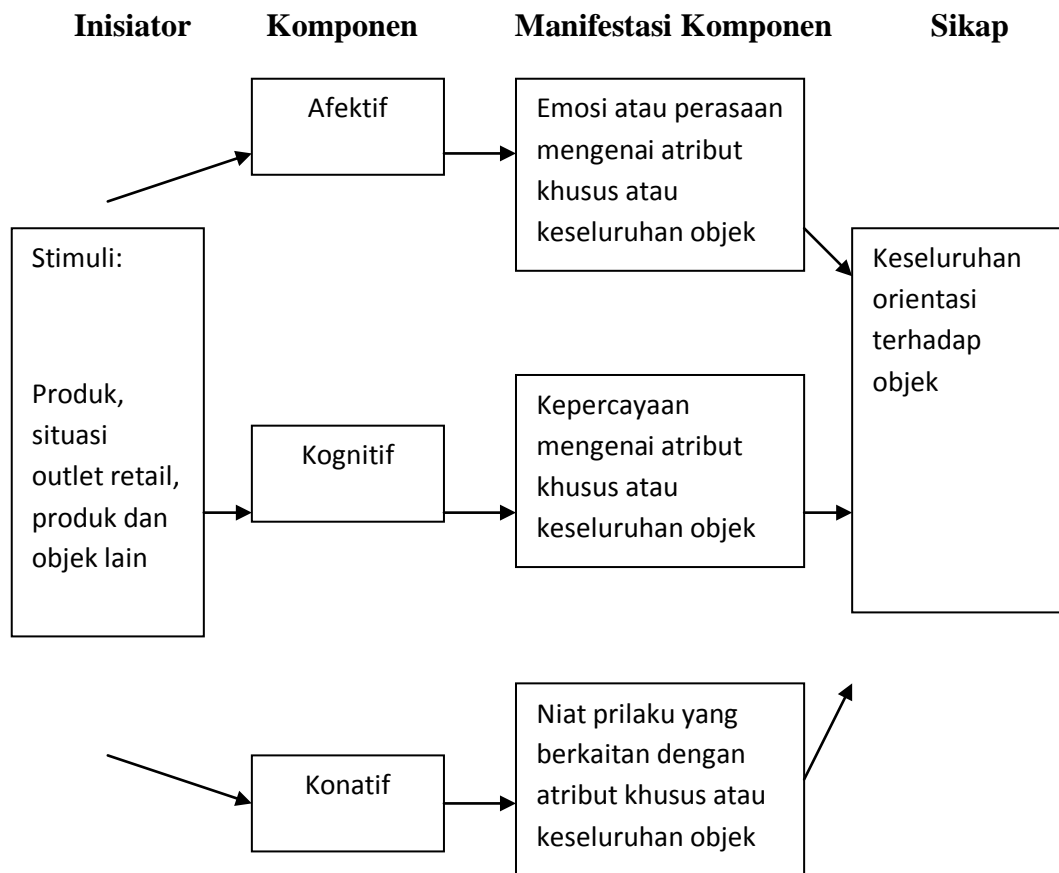 Inisiator Komponen Manifestasi Komponen Sikap
Afektif
Emosi atau perasaan
mengenai atribut
khusus atau
keseluruhan objek
Stimuli:
Produk,
situasi
outlet retail,
produk dan
objek lain
Keseluruhan
orientasi
terhadap
objek
Kognitif
Kepercayaan
mengenai atribut
khusus atau
keseluruhan objek
Konatif
Niat prilaku yang
berkaitan dengan
atribut khusus atau
keseluruhan objek